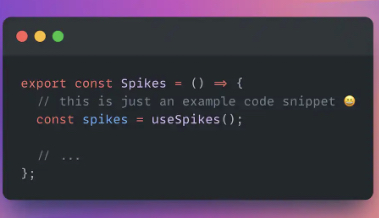 export const Spikes = () => {
// this is just an example code snippet 😄
const spikes = useSpikes();
// ...
};